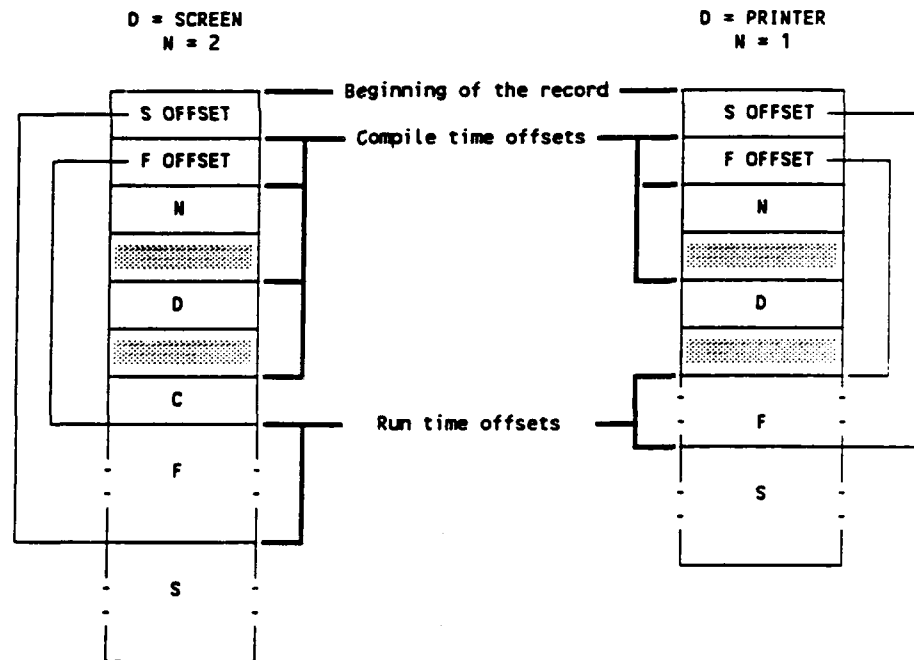 D = SCREEN
N = 2
D = PRINTER
N = 1
Beginning of the record
S OFFSET
S OFFSET
Compile time offsets
F OFFSET
F OFFSET
N
N
D
D
C
Run time offsets
F
F
S
S